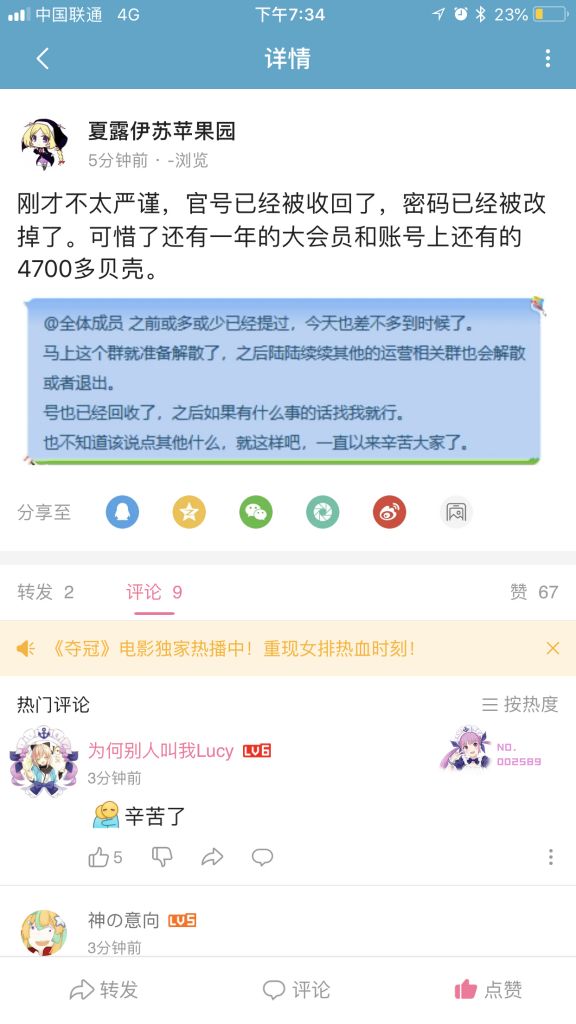 中国联通 4G 下午7:34 23%
详情
夏露伊苏苹果园
5分钟前 · -浏览
刚才不太严谨，官号已经被收回了，密码已经被改
掉了。可惜了还有一年的大会员和账号上还有的
4700多贝壳。
@全体成员 之前或多或少已经提过，今天也差不多到时候了。
马上这个群就准备解散了，之后陆陆续续其他的运营相关群也会解散
或者退出。
号也已经回收了，之后如果有什么事的话找我就行。
也不知道该说点其他什么，就这样吧，一直以来辛苦大家了。
分享至
转发 2 评论 9 赞 67
《夺冠》电影独家热播中！重现女排热血时刻！
热门评论 按热度
为何别人叫我Lucy LV6
NO.
002589
3分钟前
辛苦了
5
神の意向 LV5
3分钟前
转发 评论 点赞